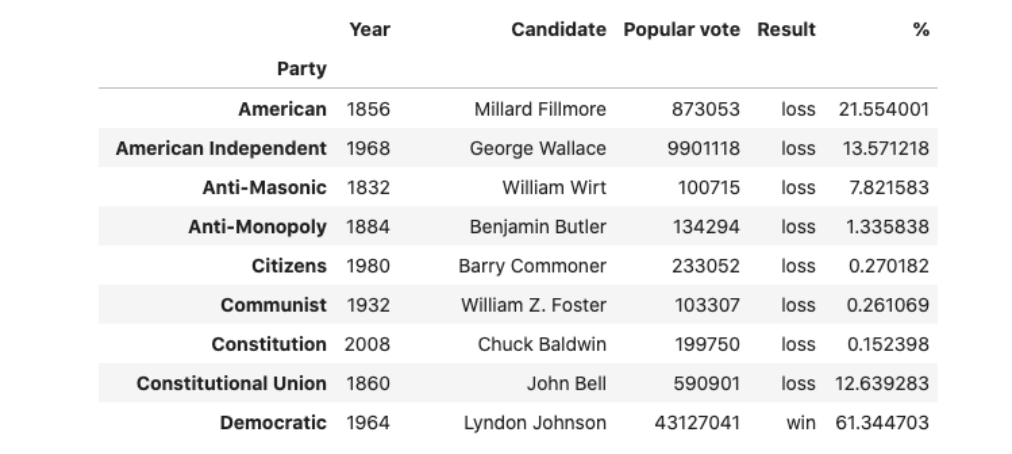 Year Candidate Popular vote Result %
Party
American 1856 Millard Fillmore 873053 loss 21.554001
American Independent 1968 George Wallace 9901118 loss 13.571218
Anti-Masonic 1832 William Wirt 100715 loss 7.821583
Anti-Monopoly 1884 Benjamin Butler 134294 loss 1.335838
Citizens 1980 Barry Commoner 233052 loss 0.270182
Communist 1932 William Z. Foster 103307 loss 0.261069
Constitution 2008 Chuck Baldwin 199750 loss 0.152398
Constitutional Union 1860 John Bell 590901 loss 12.639283
Democratic 1964 Lyndon Johnson 43127041 win 61.344703